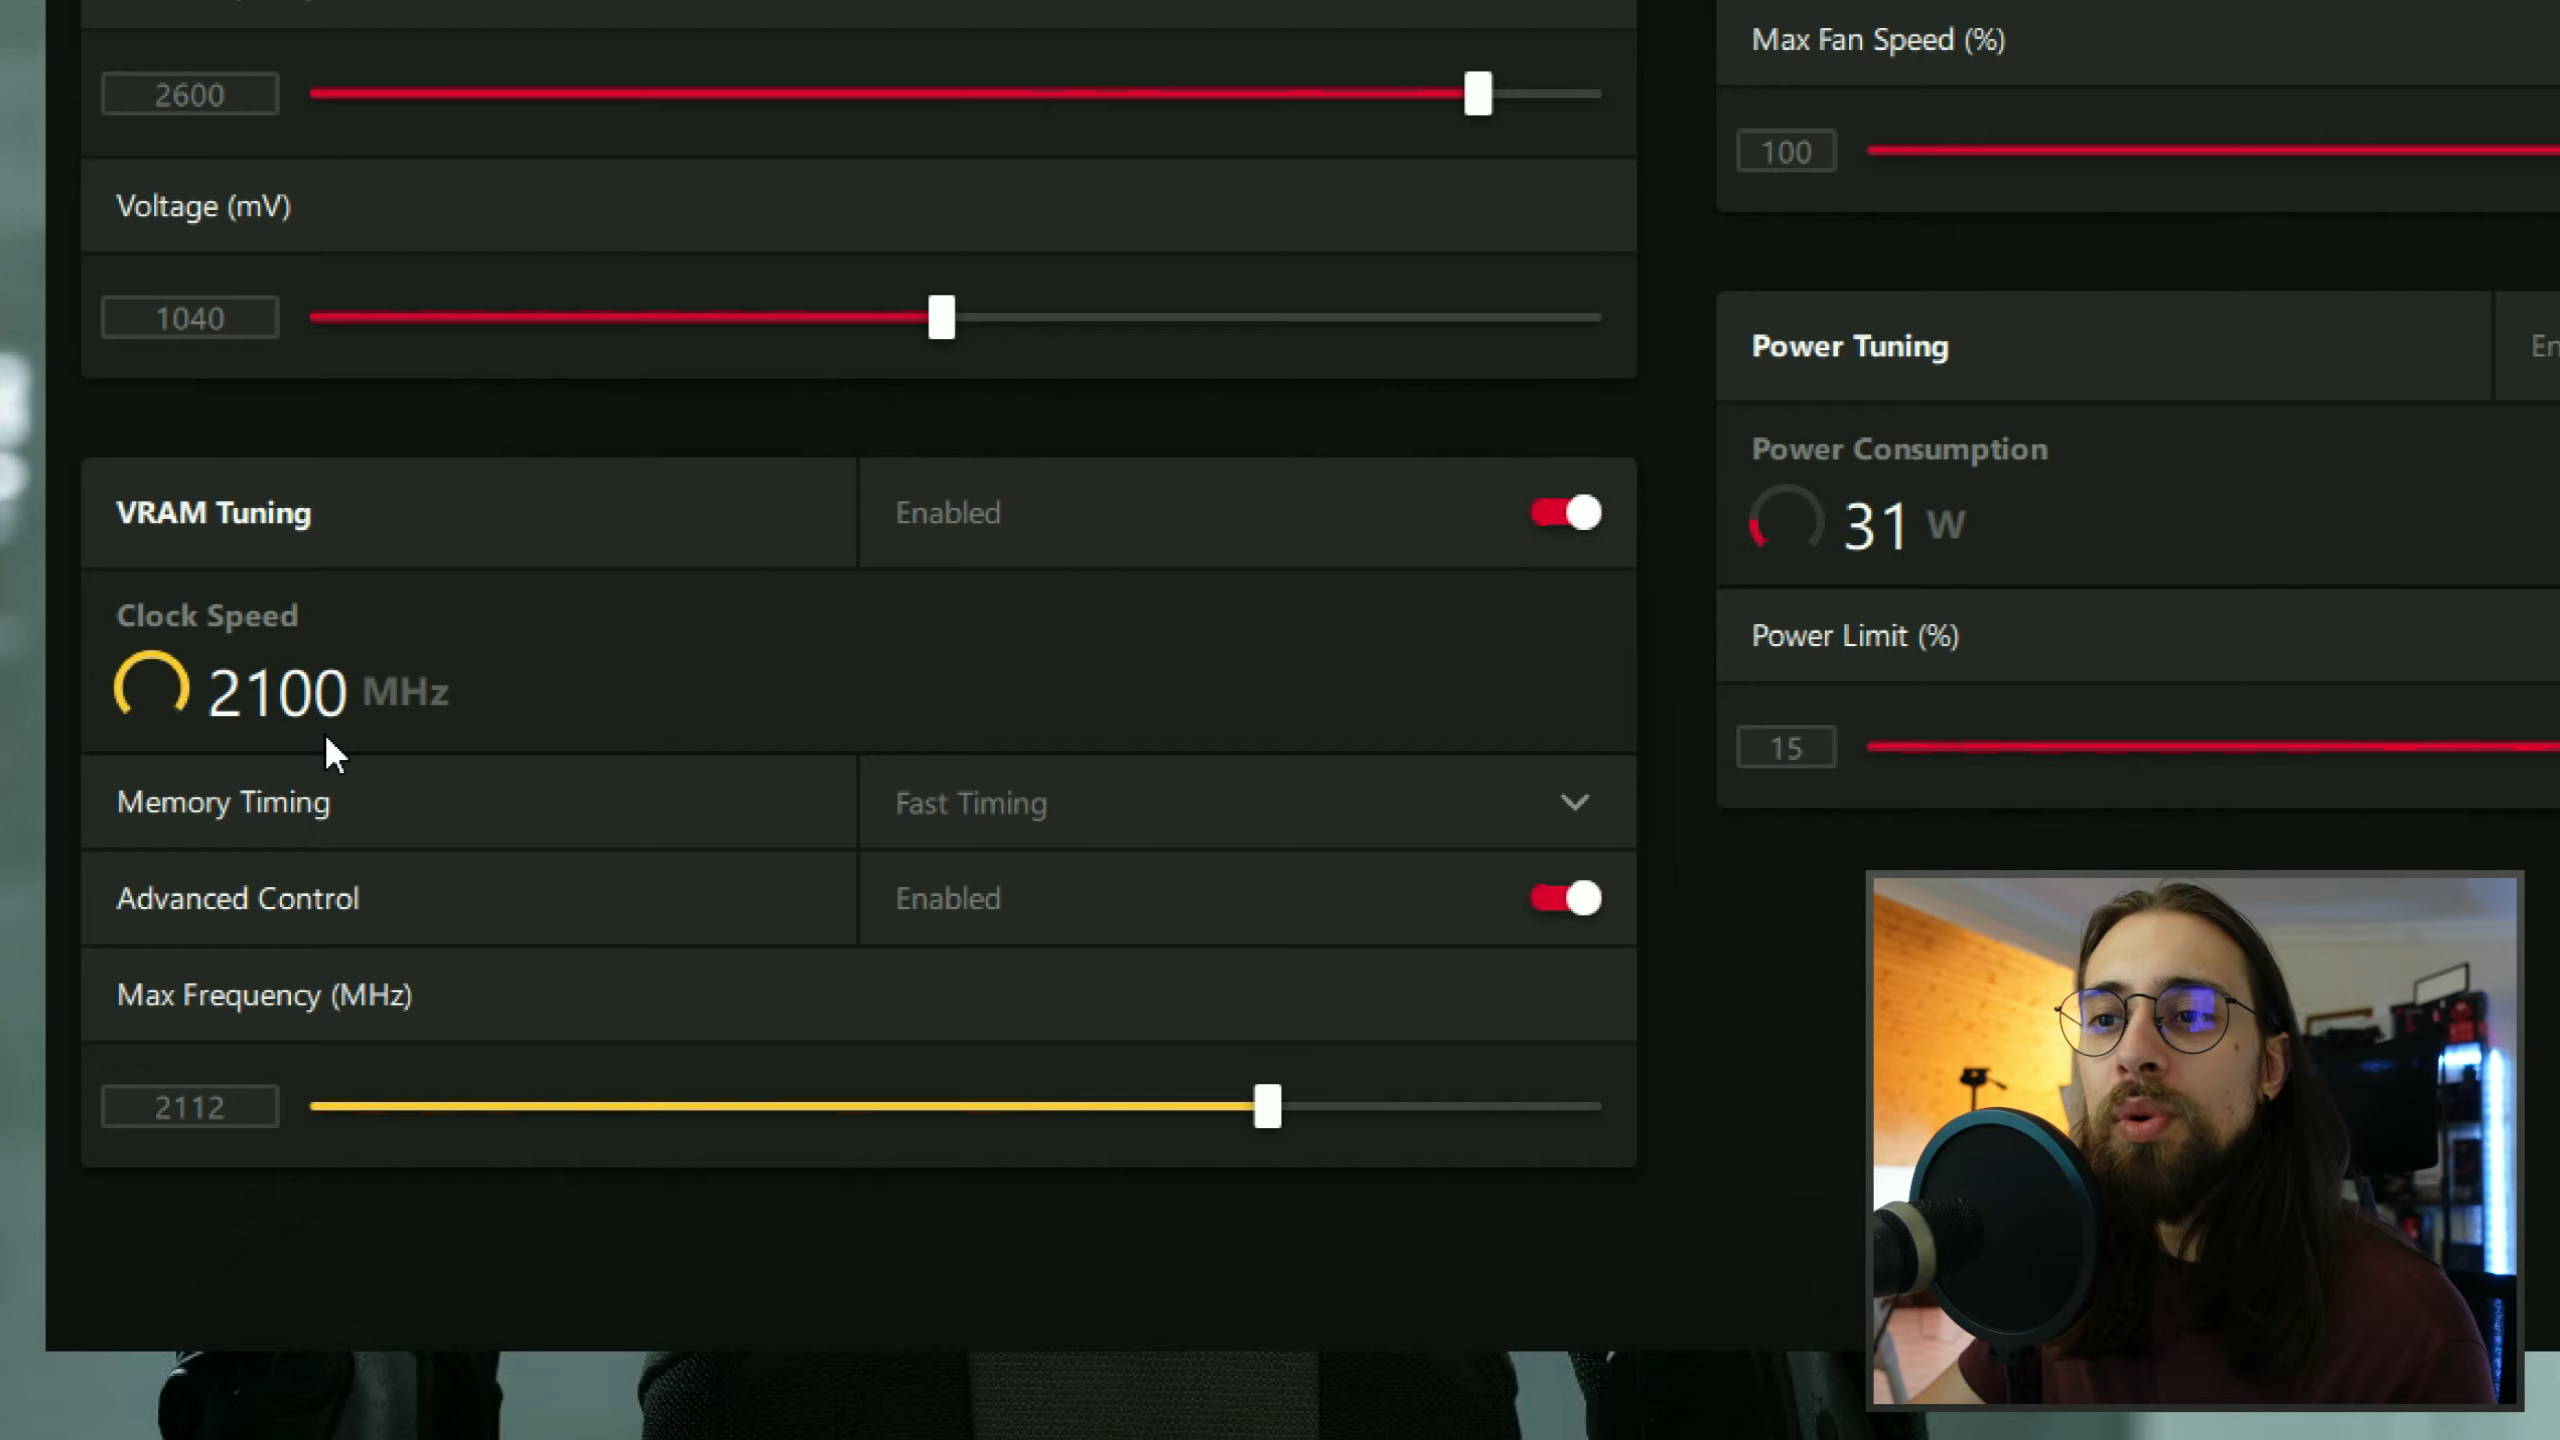 2600
Voltage (mV)
1040
VRAM Tuning
Enabled
Clock Speed
2100 MHz
Memory Timing
Fast Timing
Advanced Control
Enabled
Max Frequency (MHz)
2112
Max Fan Speed (%)
100
Power Tuning
En
Power Consumption
31 W
Power Limit (%)
15